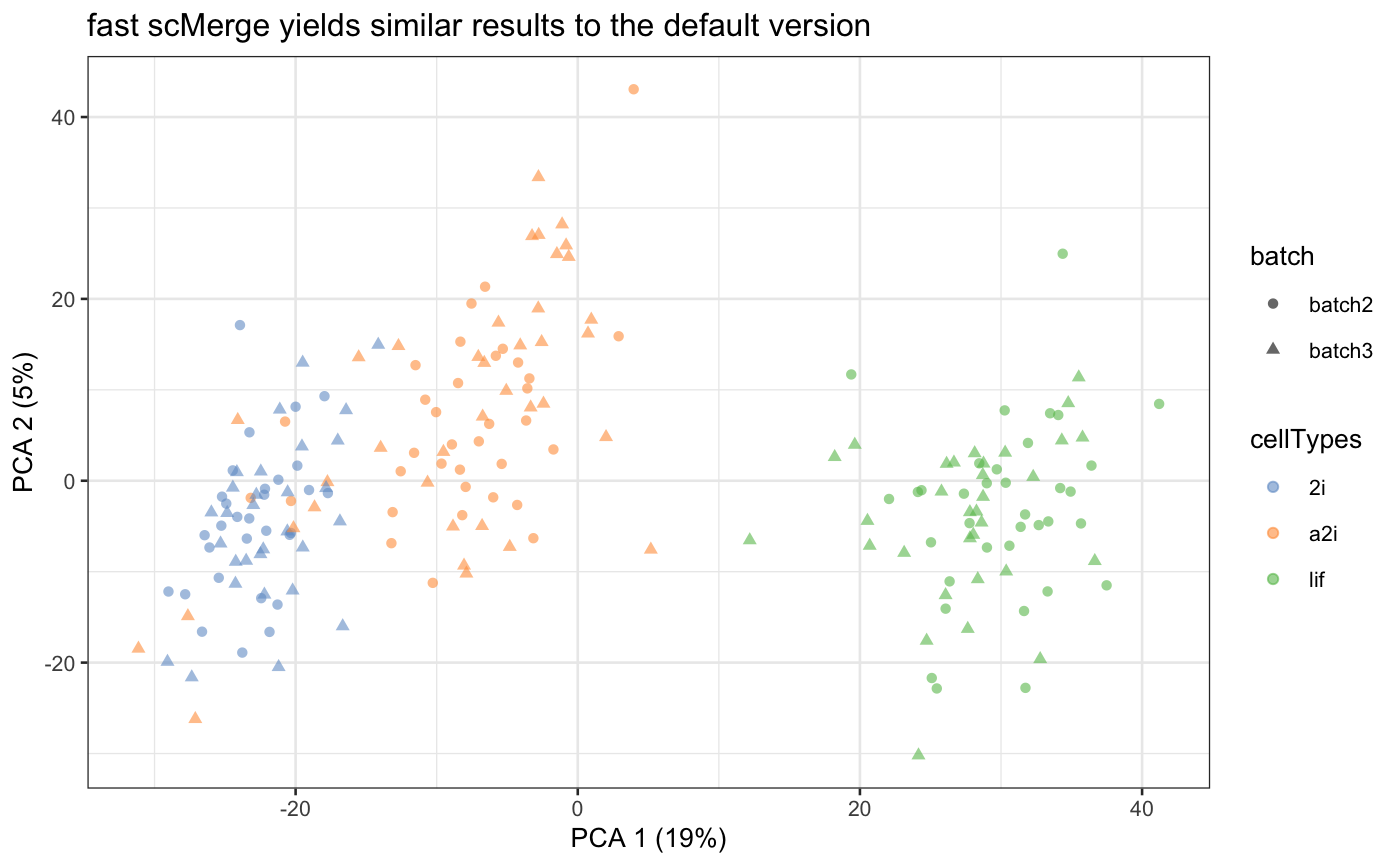 fast scMerge yields similar results to the default version
40
20
0
-20
PCA 2 (5%)
-20
0
20
40
PCA 1 (19%)
batch
batch2
batch3
cellTypes
2i
a2i
lif